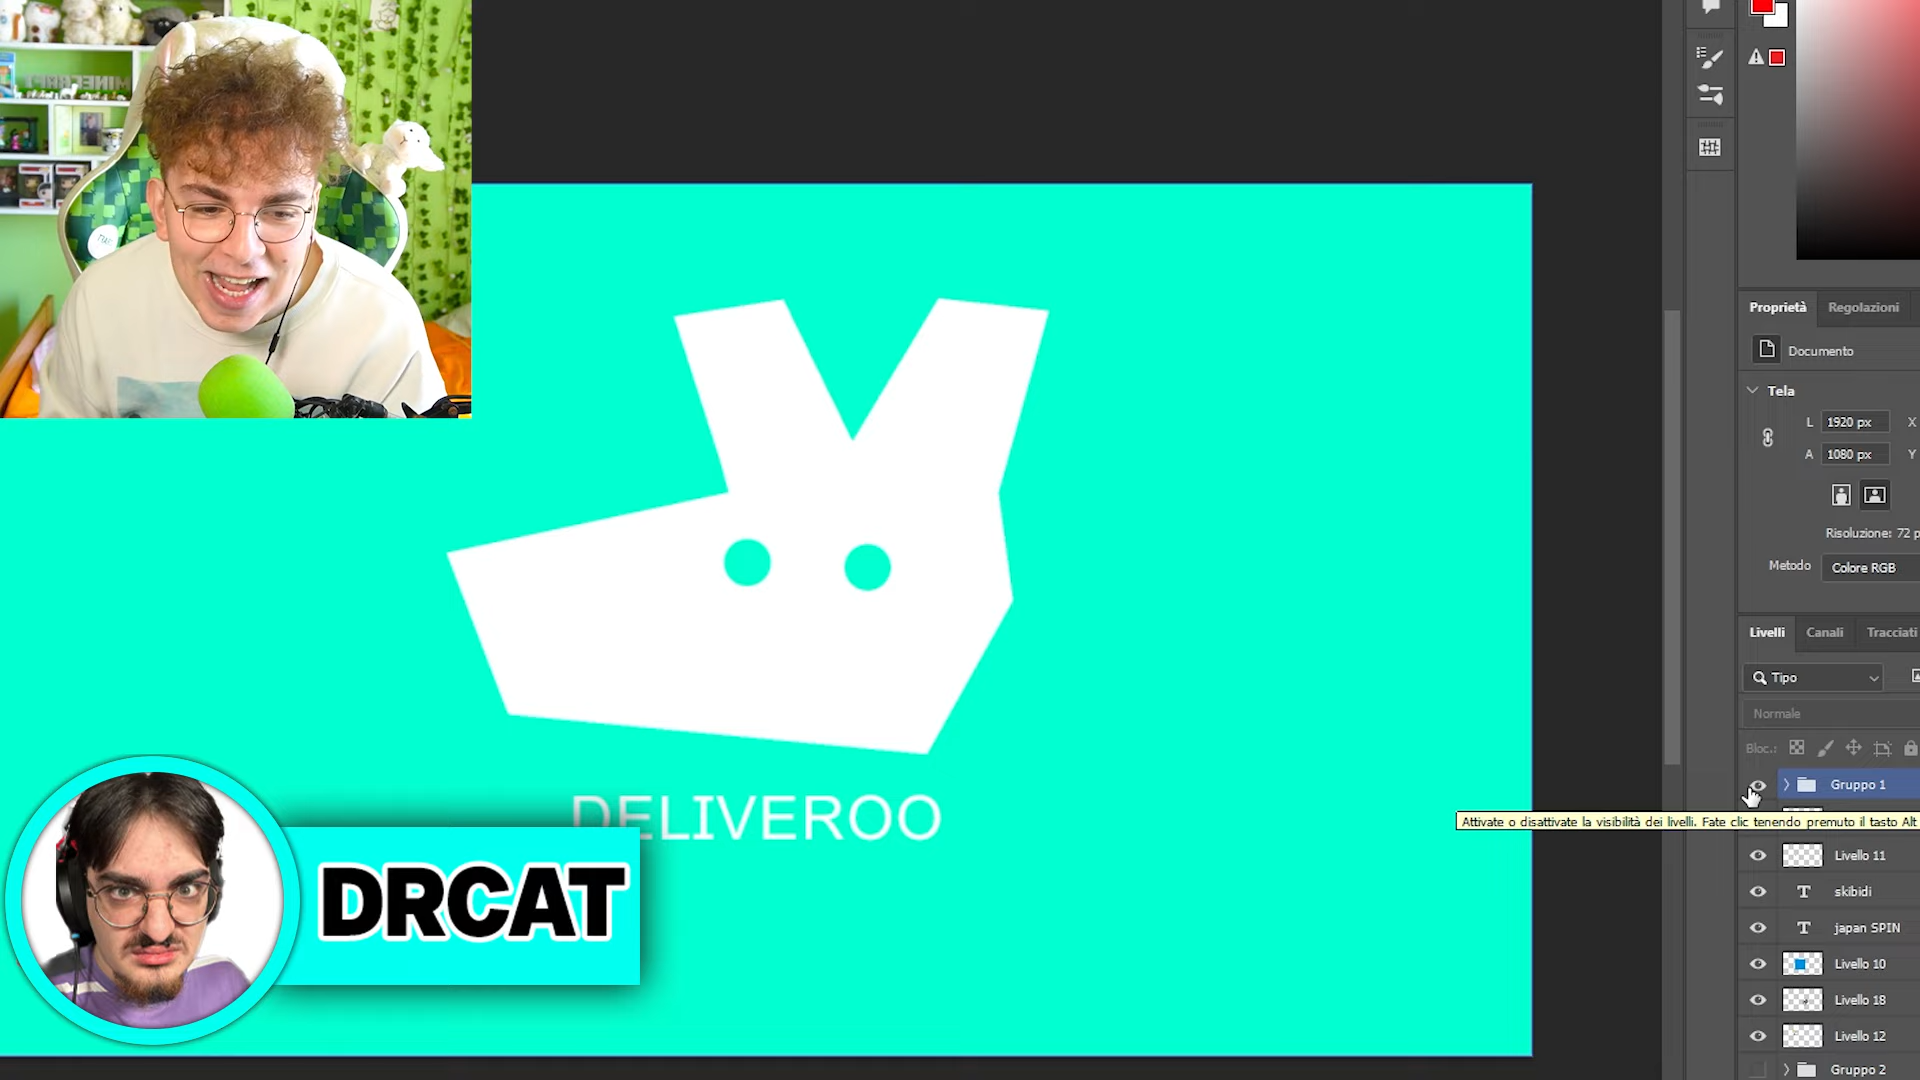 MINECRAFT
Proprietà
Regolazioni
Documento
Tela
L 1920 px X
A 1080 px Y
Risoluzione: 72 p
Metodo Colore RGB
Livelli
Canali
Tracciati
Tipo
Normale
Bloc.:
Gruppo 1
Attivate o disattivate la visibilità dei livelli. Fate clic tenendo premuto il tasto Alt
Livello 11
T skibidi
T japan SPIN
Livello 10
Livello 18
Livello 12
Gruppo 2
DELIVEROO
DRCAT